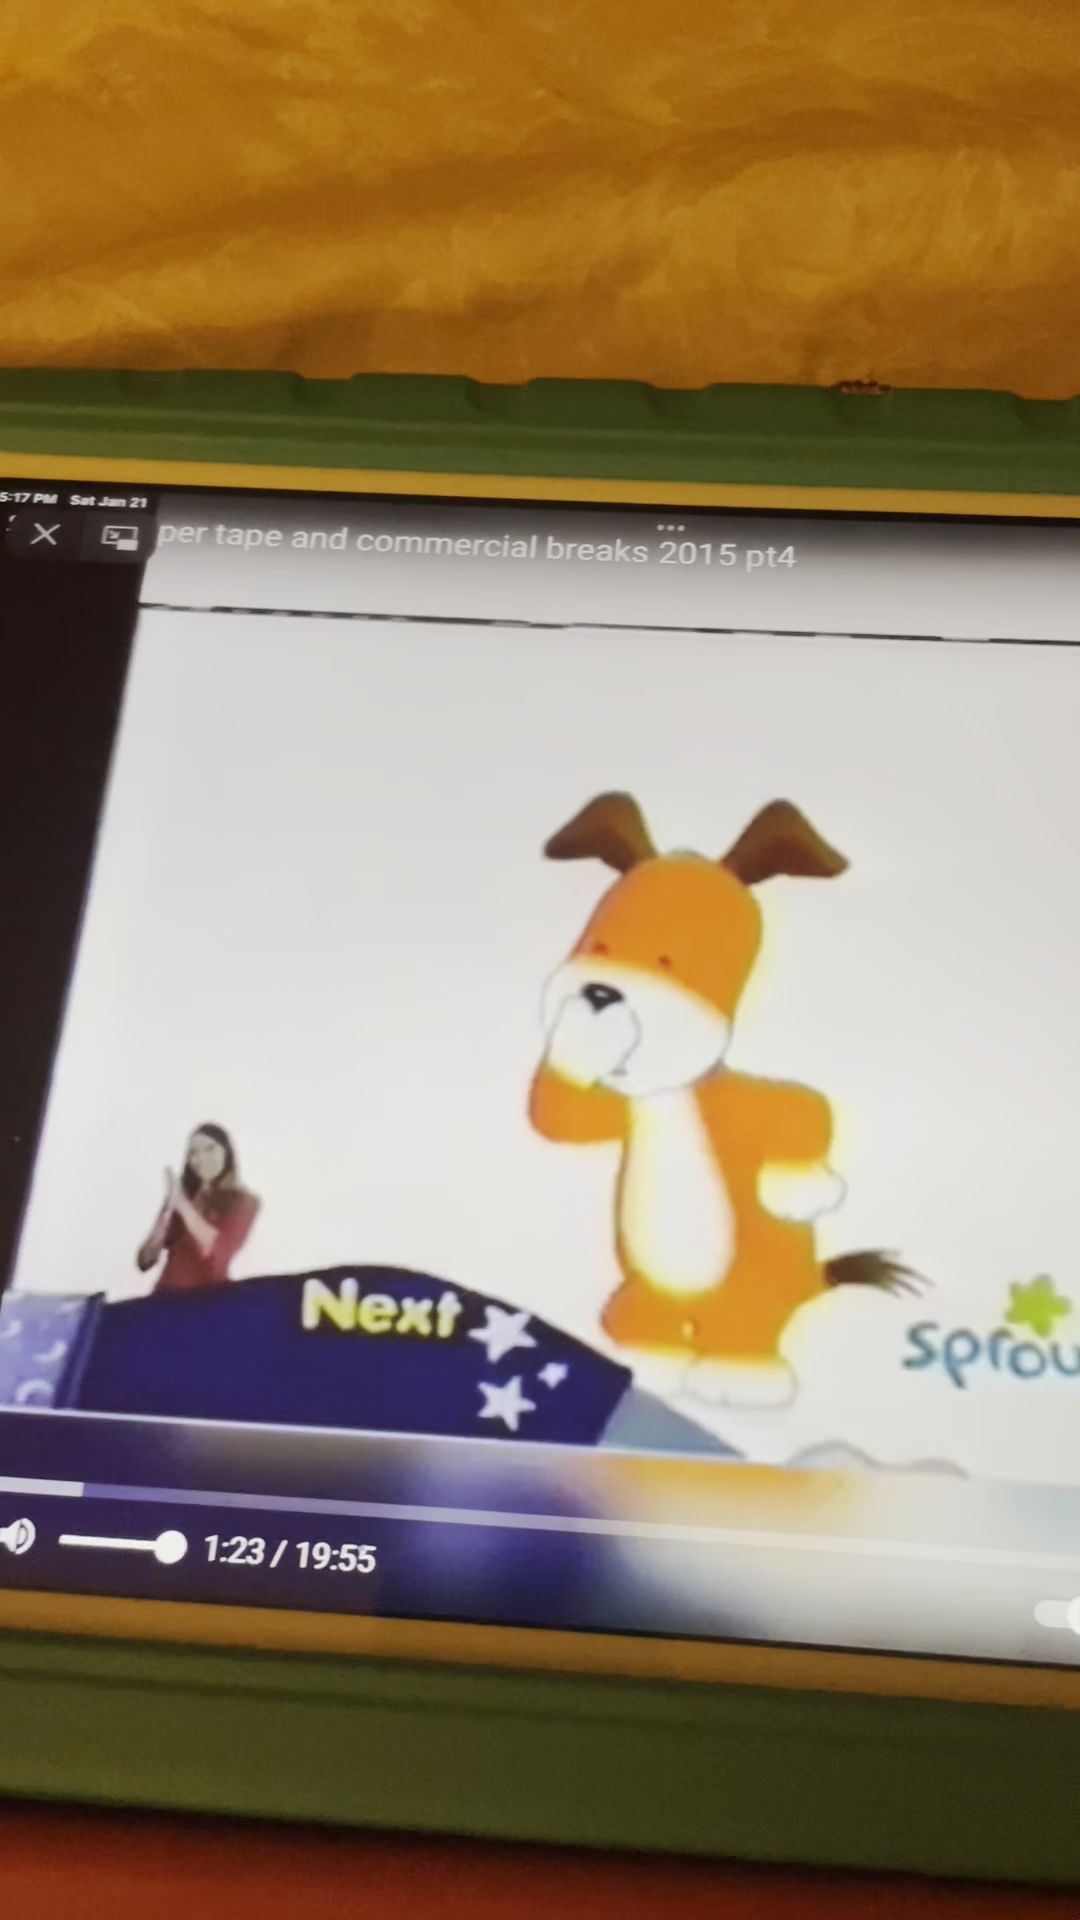 5:17 PM Sat Jan 21
per tape and commercial breaks 2015 pt4
Next
Sprou
1:23 / 19:55